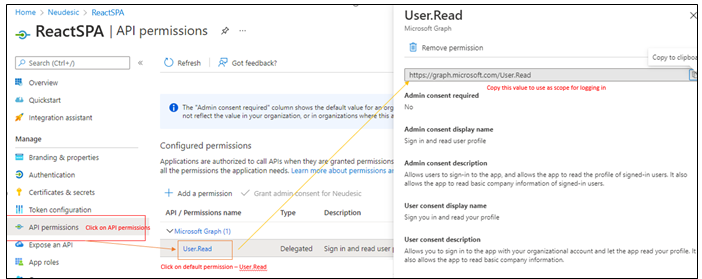 Home > Neudesic > ReactSPA
ReactSPA | API permissions
Search (Ctrl+/)
Overview
Quickstart
Integration assistant
Manage
Branding & properties
Authentication
Certificates & secrets
Token configuration
API permissions
Click on API permissions
Expose an API
App roles
Refresh
Got feedback?
The "Admin consent required" column shows the default value for an org
not reflect the value in your organization, or in organizations where this a
Configured permissions
Applications are authorized to call APIs when they are granted permissions
all the permissions the application needs. Learn more about permissions an
Add a permission
Grant admin consent for Neudesic
API / Permissions name
Type
Description
Microsoft Graph (1)
User.Read
Delegated
Sign in and read user p
Click on default permission – User.Read
User.Read
Microsoft Graph
Remove permission
Copy to clipboa
https://graph.microsoft.com/User.Read
Copy this value to use as scope for logging in
Admin consent required
No
Admin consent display name
Sign in and read user profile
Admin consent description
Allows users to sign-in to the app, and allows the app to read the profile of signed-in users. It also
allows the app to read basic company information of signed-in users.
User consent display name
Sign you in and read your profile
User consent description
Allows you to sign in to the app with your organizational account and let the app read your profile. It
also allows the app to read basic company information.